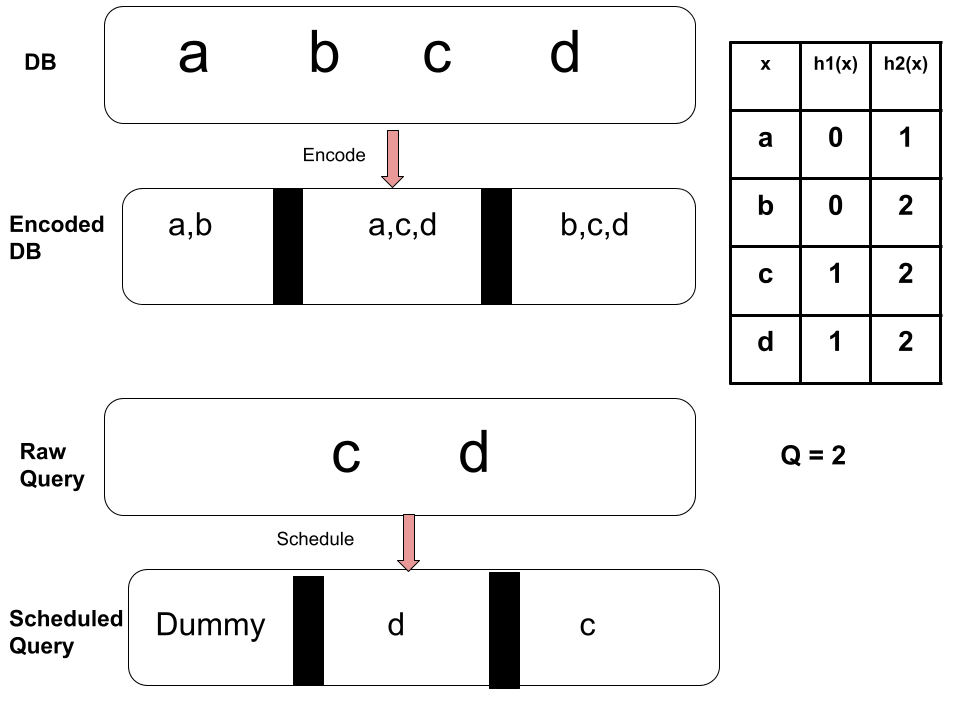 DB
a b c d
Encode
Encoded
DB
a,b
a,c,d
b,c,d
x h1(x) h2(x)
a 0 1
b 0 2
c 1 2
d 1 2
Raw
Query
c d
Q = 2
Schedule
Scheduled
Query
Dummy
d
c